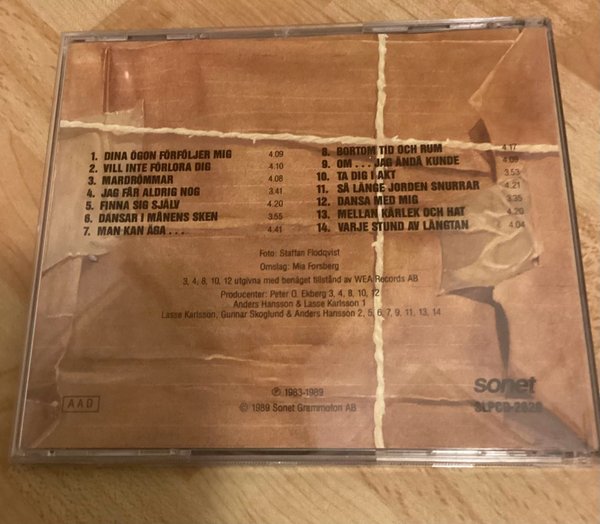 1. DINA ÖGON FÖRFÖLJER MIG 4.09
2. VILL INTE FÖRLORA DIG 4.10
3. MARDRÖMMAR 4.08
4. JAG FÅR ALDRIG NOG 3.41
5. FINNA SIG SJÄLV 4.20
6. DANSAR I MÅNENS SKEN 3.55
7. MAN KAN ÄGA . . . 4.41
8. BORTOM TID OCH RUM 4.17
9. OM . . . JAG ÄNDÅ KUNDE 4.09
10. TA DIG I AKT 3.53
11. SÅ LÄNGE JORDEN SNURRAR 4.21
12. DANSA MED MIG 3.35
13. MELLAN KÄRLEK OCH HAT 4.20
14. VARJE STUND AV LÄNGTAN 4.04
Foto: Staffan Flodqvist
Omslag: Mia Forsberg
3, 4, 8, 10, 12 utgivna med benäget tillstånd av WEA Records AB
Producenter: Peter O. Ekberg 3, 4, 8, 10, 12
Anders Hansson & Lasse Karlsson 1
Lasse Karlsson, Gunnar Skoglund & Anders Hansson 2, 5, 6, 7, 9, 11, 13, 14
AAD
℗ 1983-1989
© 1989 Sonet Grammofon AB
sonet